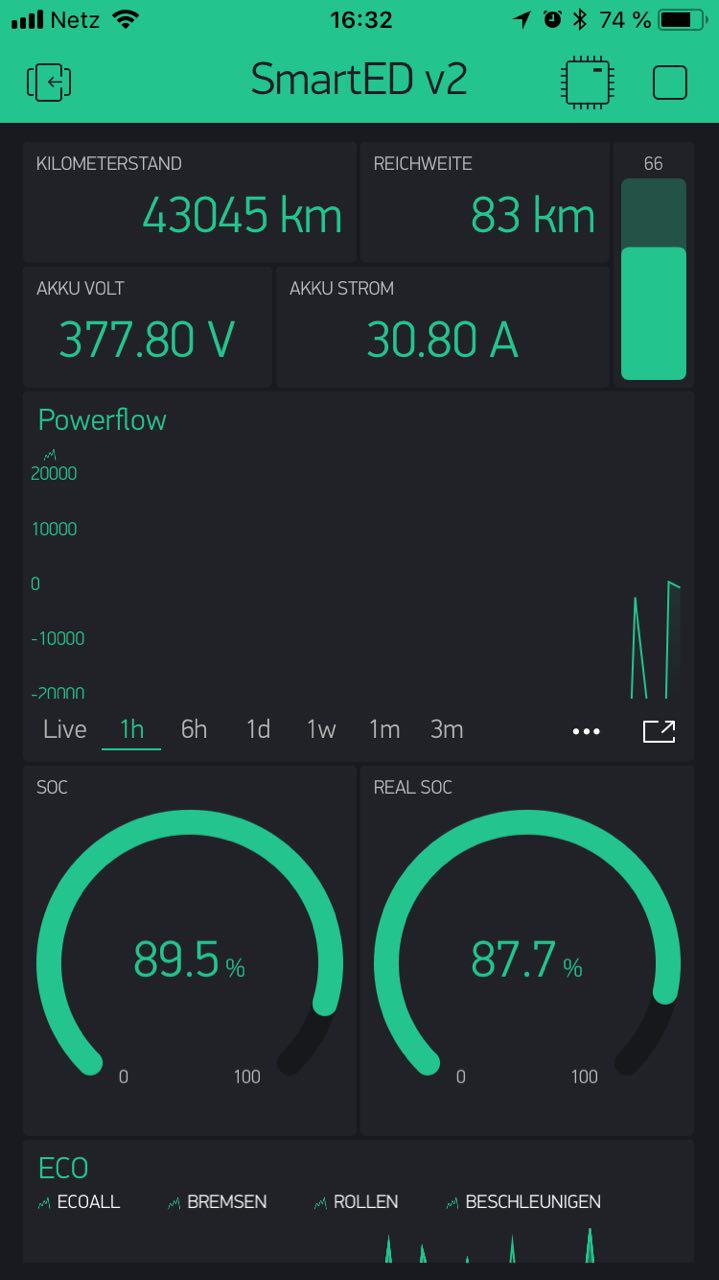 Netz 16:32 74 %
SmartED v2
KILOMETERSTAND REICHWEITE 66
43045 km 83 km
AKKU VOLT AKKU STROM
377.80 V 30.80 A
Powerflow
20000
10000
0
-10000
-20000
Live 1h 6h 1d 1w 1m 3m
SOC REAL SOC
89.5 % 87.7 %
0 100 0 100
ECO
ECOALL BREMSEN ROLLEN BESCHLEUNIGEN